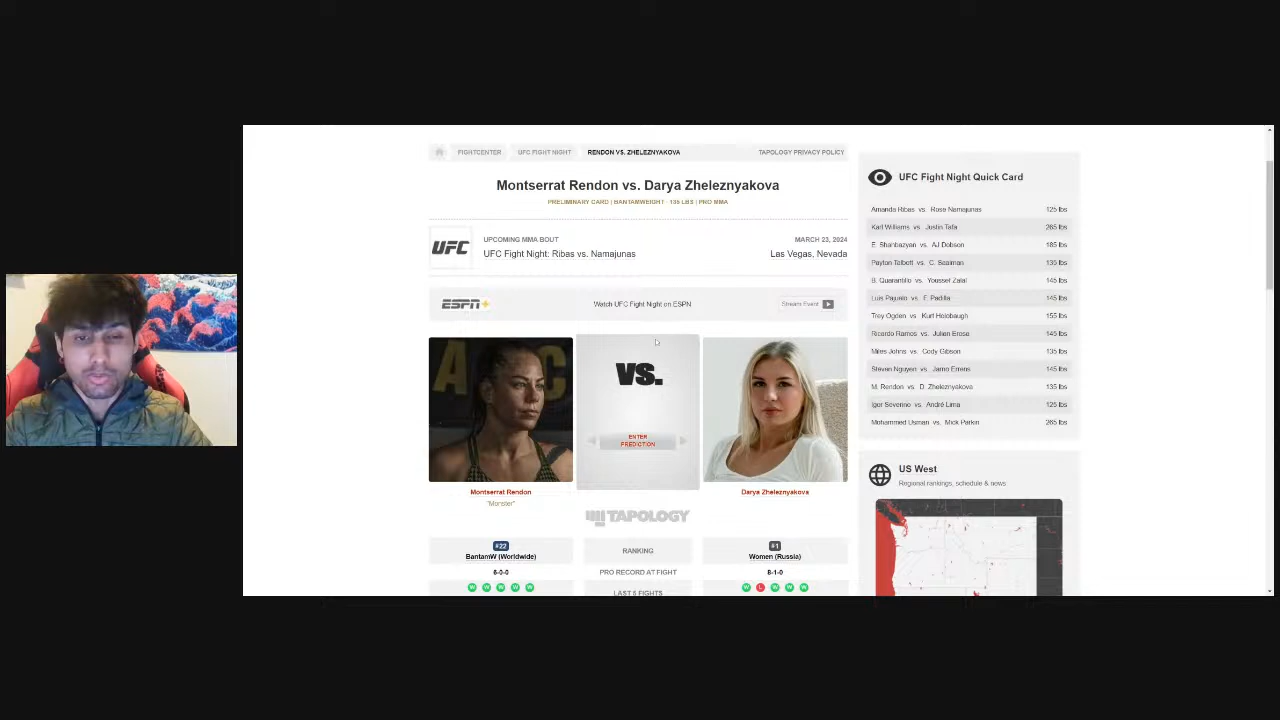 FIGHTCENTER
UFC FIGHT NIGHT
RENDON VS. ZHELEZNYAKOVA
TAPOLOGY PRIVACY POLICY
Montserrat Rendon vs. Darya Zheleznyakova
PRELIMINARY CARD | BANTAMWEIGHT · 135 LBS | PRO MMA
UFC
UPCOMING MMA BOUT
MARCH 23, 2024
UFC Fight Night: Ribas vs. Namajunas
Las Vegas, Nevada
ESPN+
Watch UFC Fight Night on ESPN
Stream Event
VS.
ENTER
PREDICTION
Montserrat Rendon
"Monster"
Darya Zheleznyakova
TAPOLOGY
#22
BantamW (Worldwide)
RANKING
#1
Women (Russia)
6-0-0
PRO RECORD AT FIGHT
8-1-0
W W W W W
LAST 5 FIGHTS
W L W W W
UFC Fight Night Quick Card
Amanda Ribas vs. Rose Namajunas 125 lbs
Karl Williams vs. Justin Tafa 265 lbs
E. Shahbazyan vs. AJ Dobson 185 lbs
Payton Talbott vs. C. Saaiman 135 lbs
B. Quarantillo vs. Youssef Zalal 145 lbs
Luis Pajuelo vs. F. Padilla 145 lbs
Trey Ogden vs. Kurt Holobaugh 155 lbs
Ricardo Ramos vs. Julian Erosa 145 lbs
Miles Johns vs. Cody Gibson 135 lbs
Steven Nguyen vs. Jarno Errens 145 lbs
M. Rendon vs. D. Zheleznyakova 135 lbs
Igor Severino vs. André Lima 125 lbs
Mohammed Usman vs. Mick Parkin 265 lbs
US West
Regional rankings, schedule & news